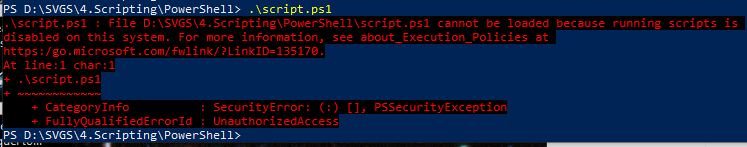 PS D:\SVGS\4.Scripting\PowerShell> .\script.ps1
.\script.ps1 : File D:\SVGS\4.Scripting\PowerShell\script.ps1 cannot be loaded because running scripts is
disabled on this system. For more information, see about_Execution_Policies at
https:/go.microsoft.com/fwlink/?LinkID=135170.
At line:1 char:1
+ .\script.ps1
+ ~~~~~~~~~~~~
+ CategoryInfo          : SecurityError: (:) [], PSSecurityException
+ FullyQualifiedErrorId : UnauthorizedAccess
PS D:\SVGS\4.Scripting\PowerShell>